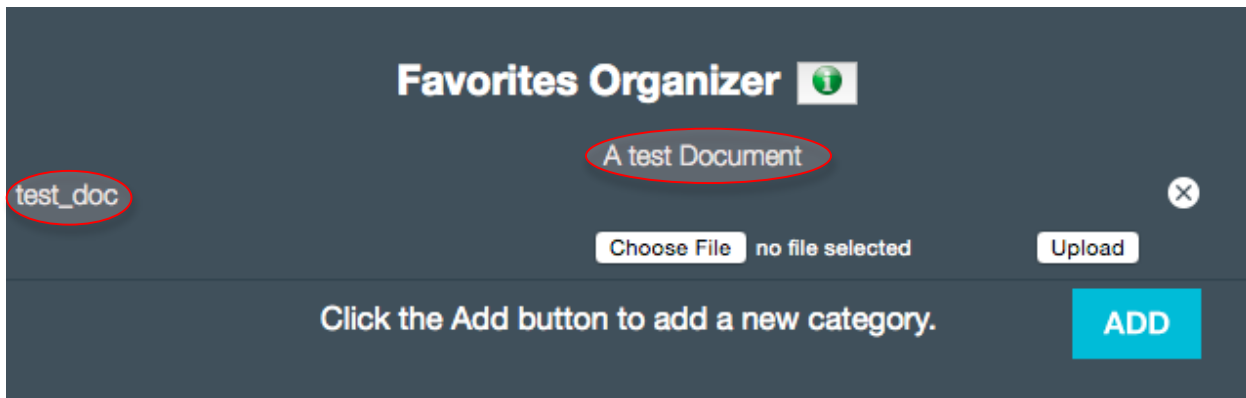 Favorites Organizer
A test Document
test_doc
Choose File no file selected Upload
Click the Add button to add a new category. ADD